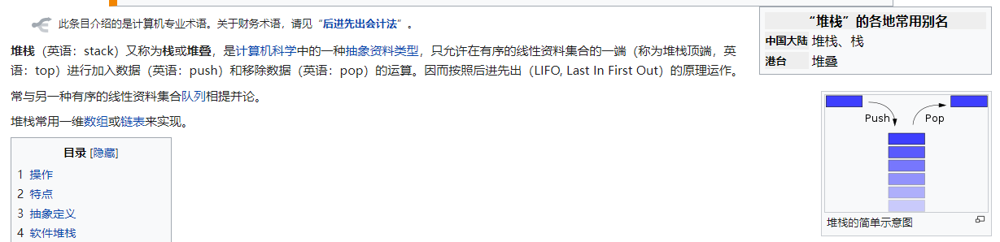 此条目介绍的是计算机专业术语。关于财务术语，请见“后进先出会计法”。
堆栈（英语：stack）又称为栈或堆叠，是计算机科学中的一种抽象资料类型，只允许在有序的线性资料集合的一端（称为堆栈顶端，英
语：top）进行加入数据（英语：push）和移除数据（英语：pop）的运算。因而按照后进先出（LIFO, Last In First Out）的原理运作。
常与另一种有序的线性资料集合队列相提并论。
堆栈常用一维数组或链表来实现。
目录 [隐藏]
1 操作
2 特点
3 抽象定义
4 软件堆栈
“堆栈”的各地常用别名
中国大陆 堆栈、栈
港台 堆叠
Push Pop
堆栈的简单示意图